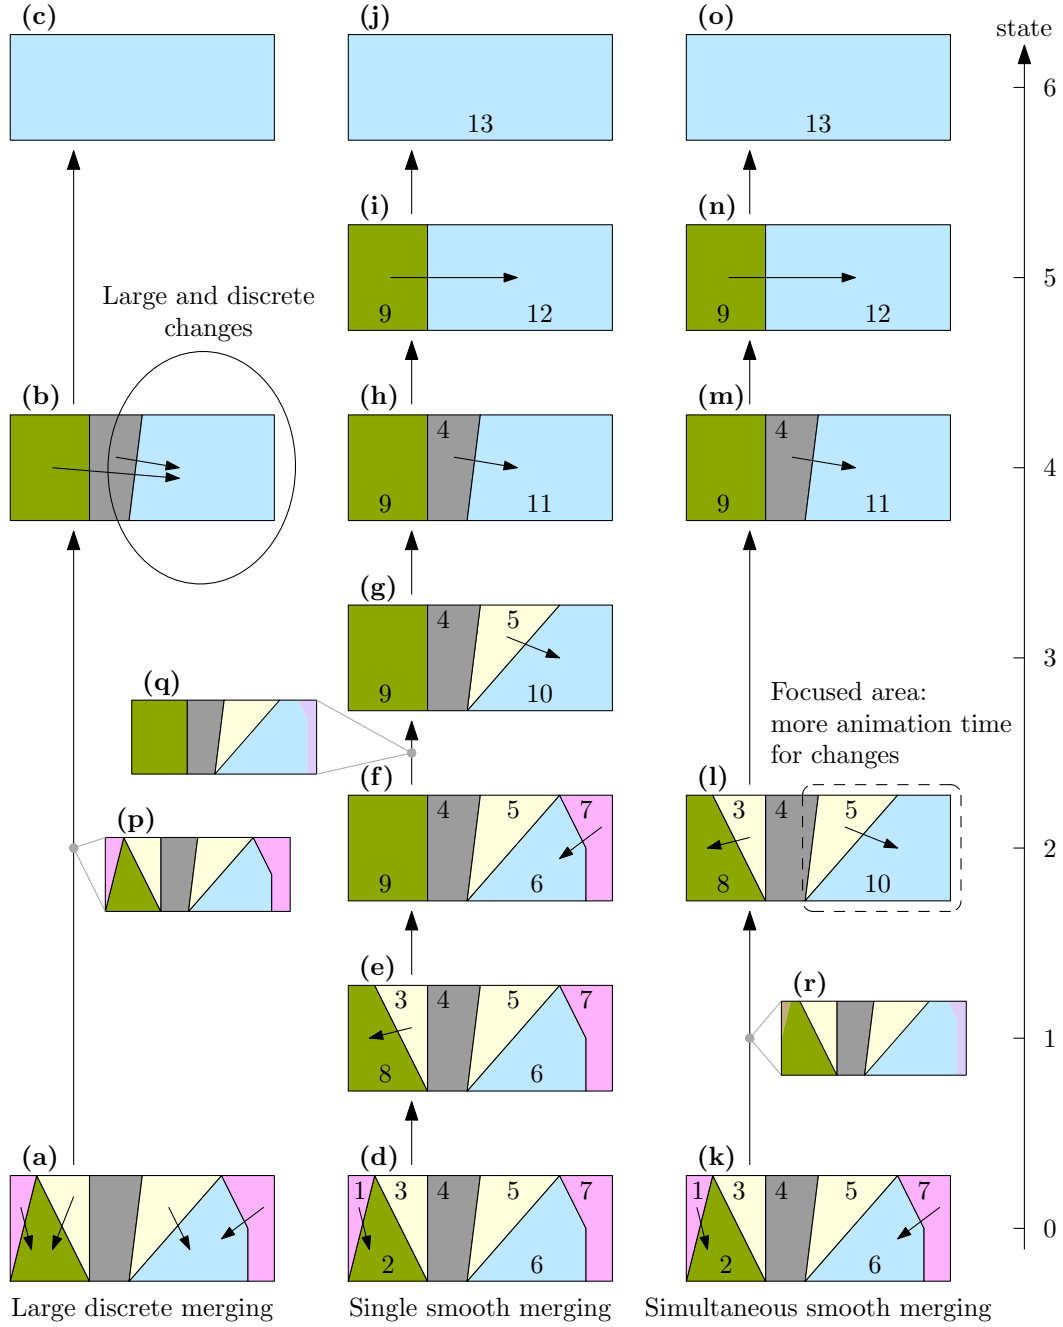 (c)
(j)
(o)
state
6
13
13
(i)
(n)
5
9
12
9
12
Large and discrete
changes
(b)
(h)
(m)
4
4
4
9
11
9
11
(g)
4
5
3
9
10
(q)
Focused area:
more animation time
for changes
(f)
(l)
(p)
4
5
7
3
4
5
2
9
6
8
10
(e)
3
4
5
7
(r)
1
8
6
(a)
(d)
(k)
1
3
4
5
7
1
3
4
5
7
0
2
6
2
6
Large discrete merging
Single smooth merging
Simultaneous smooth merging